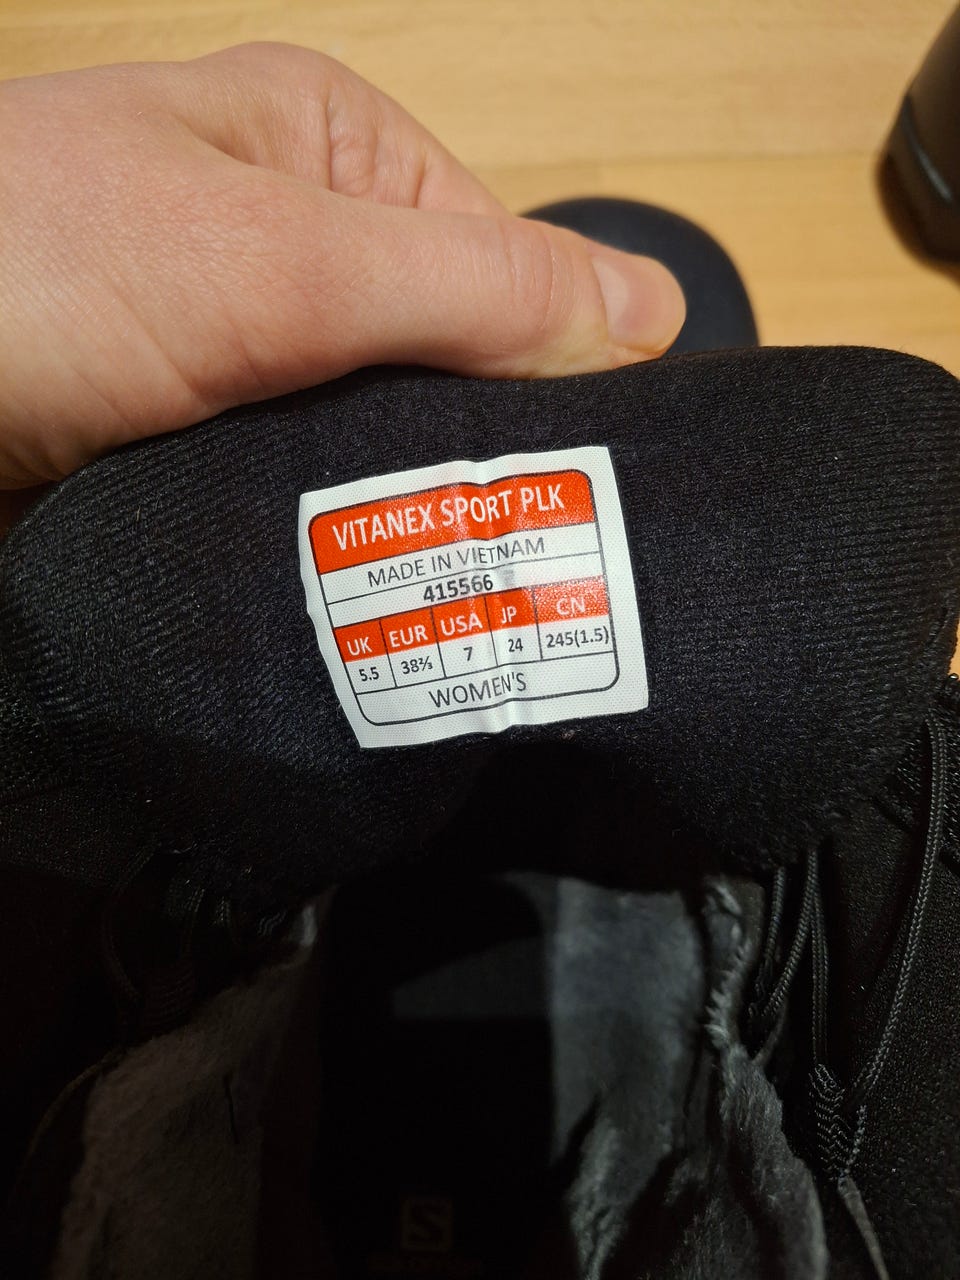 VITANEX SPORT PLK
MADE IN VIETNAM
415566
UK EUR USA JP CN
5.5 38⅔ 7 24 245(1.5)
WOMEN'S